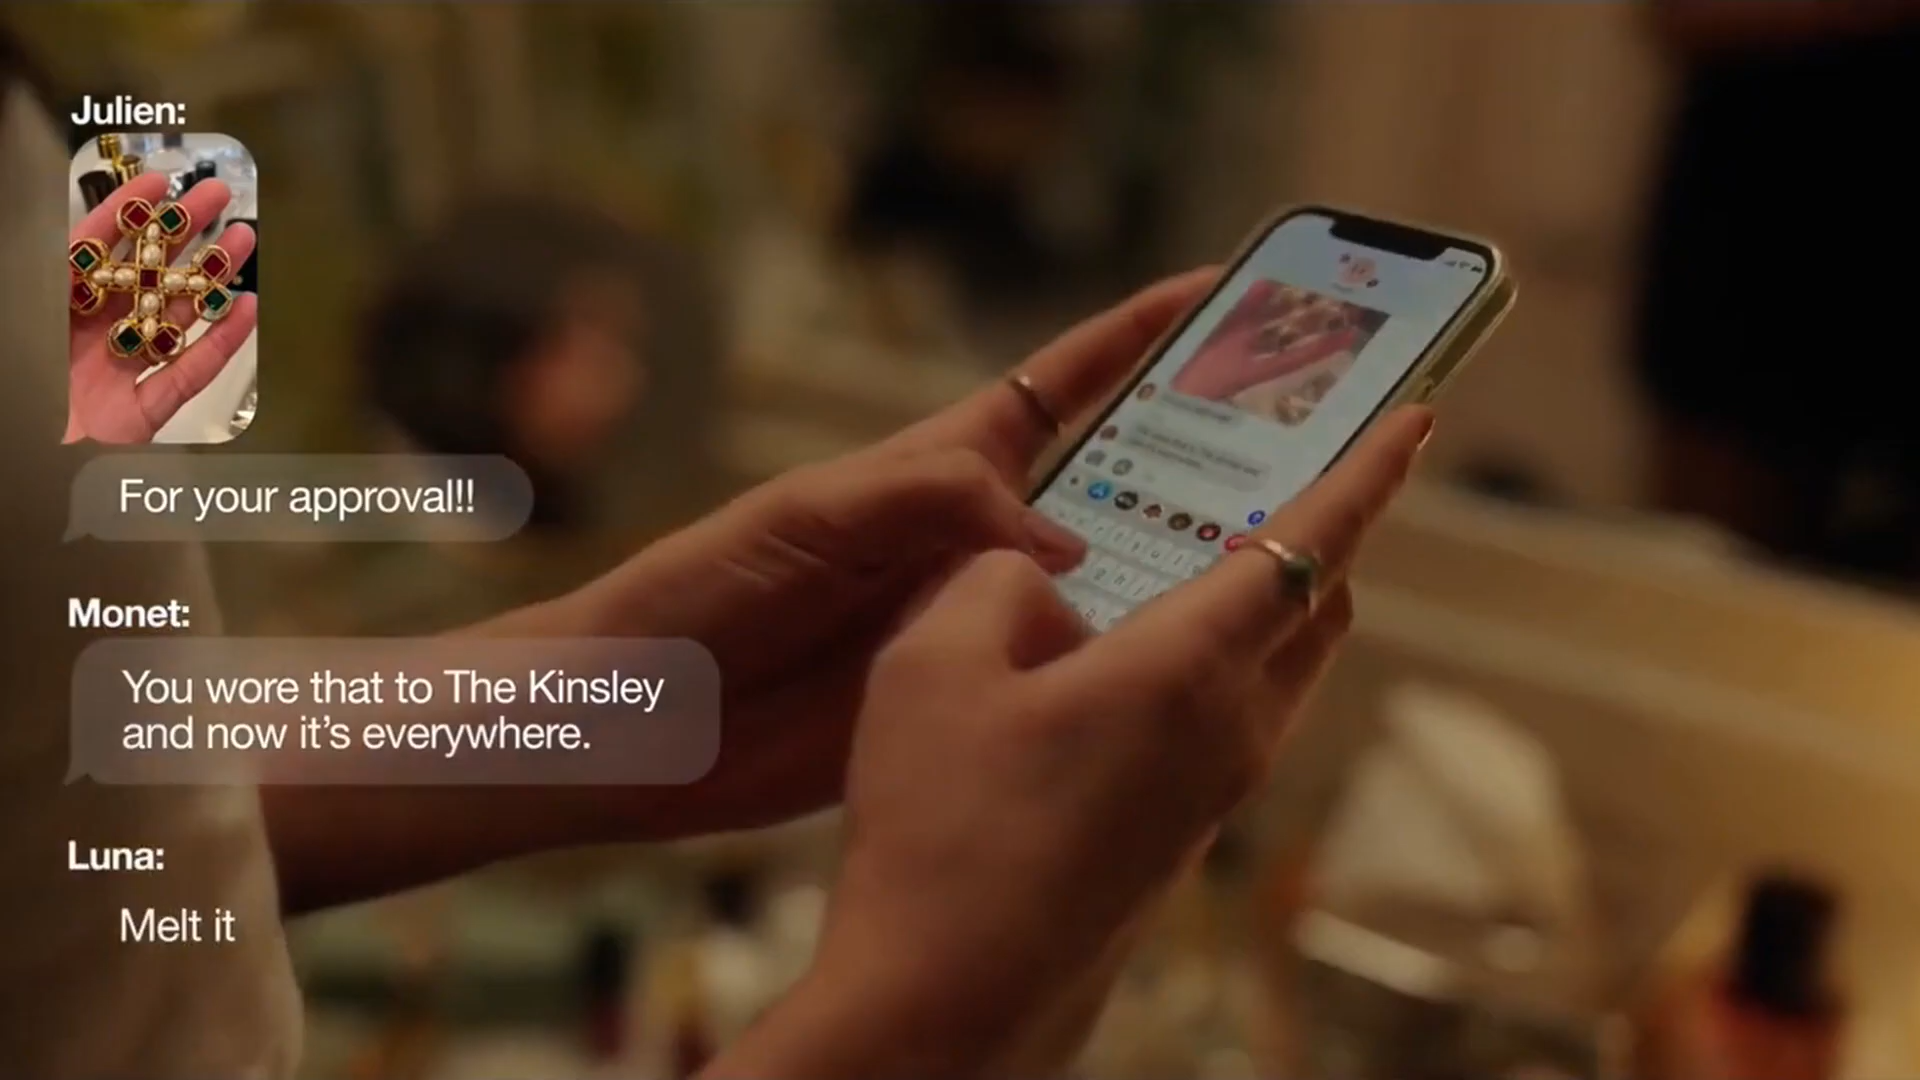 Julien:
For your approval!!
Monet:
You wore that to The Kinsley
and now it’s everywhere.
Luna:
Melt it